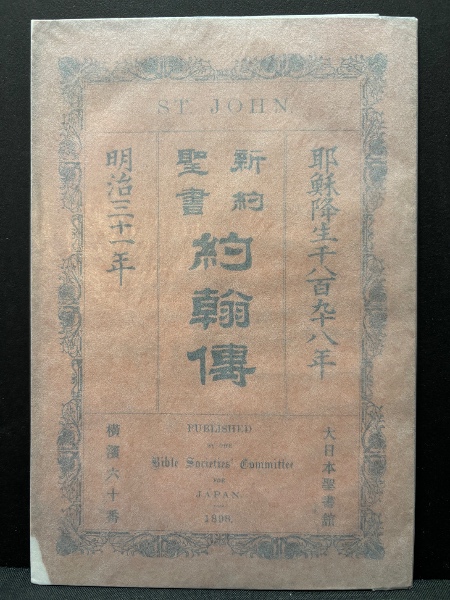 ST. JOHN
耶穌降生千八百九十八年
新約
聖書
約翰傳
明治三十一年
PUBLISHED
BY THE
Bible Societies' Committee
FOR
JAPAN.
1898.
大日本聖書舘
橫濱六十番